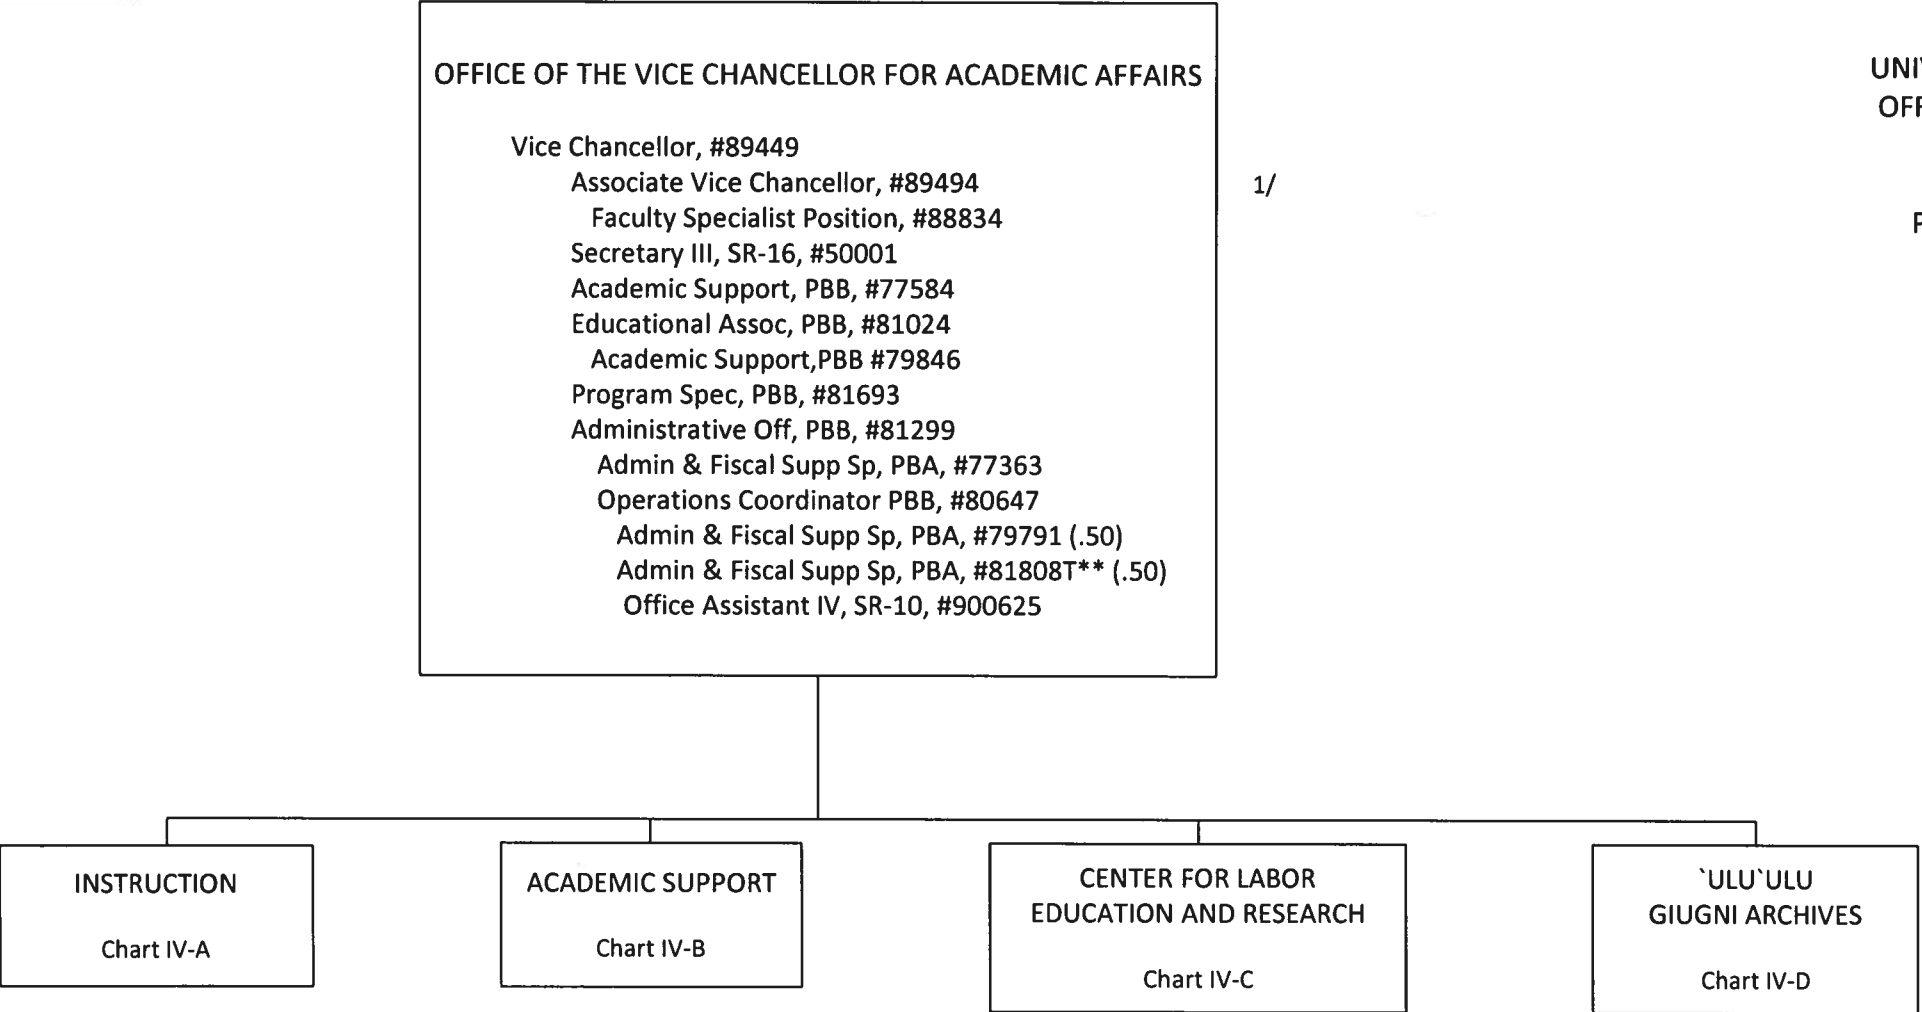 OFFICE OF THE VICE CHANCELLOR FOR ACADEMIC AFFAIRS
Vice Chancellor, #89449
Associate Vice Chancellor, #89494
1/
Faculty Specialist Position, #88834
Secretary III, SR-16, #50001
Academic Support, PBB, #77584
Educational Assoc, PBB, #81024
Academic Support,PBB #79846
Program Spec, PBB, #81693
Administrative Off, PBB, #81299
Admin & Fiscal Supp Sp, PBA, #77363
Operations Coordinator PBB, #80647
Admin & Fiscal Supp Sp, PBA, #79791 (.50)
Admin & Fiscal Supp Sp, PBA, #81808T** (.50)
Office Assistant IV, SR-10, #900625
INSTRUCTION
Chart IV-A
ACADEMIC SUPPORT
Chart IV-B
CENTER FOR LABOR
EDUCATION AND RESEARCH
Chart IV-C
`ULU`ULU
GIUGNI ARCHIVES
Chart IV-D